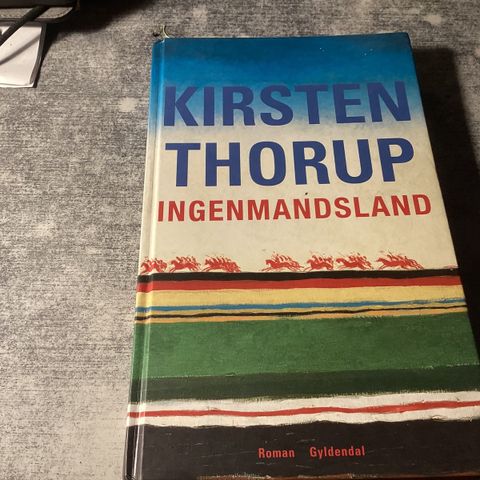 KIRSTEN
THORUP
INGENMANDSLAND
Roman Gyldendal